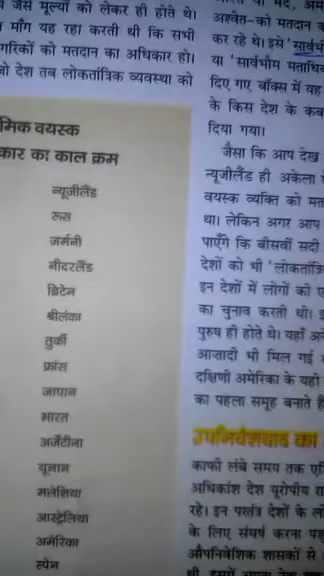 जैसे मूल्यों को लेकर ही होते थे।
माँग यह रहा करती थी कि सभी
गरिकों को मतदान का अधिकार हो।
देश तब लोकतांत्रिक व्यवस्था को
मिक वयस्क
कार का काल क्रम
न्यूजीलैंड
रूस
जर्मनी
नीदरलैंड
ब्रिटेन
श्रीलंका
तुर्की
फ्रांस
जापान
भारत
अर्जेंटीना
यूनान
मलेशिया
आस्ट्रेलिया
अमेरिका
स्पेन
अश्वेत-को मतदान क
कर रहे थे। इसे
या 'सार्वभौम मताधि
दिए गए बॉक्स में यह
के किस देश के कब
दिया गया।
जैसा कि आप देख
न्यूजीलैंड ही अकेला
वयस्क व्यक्ति को मत
था। लेकिन अगर आप
पाएँगे कि बीसवीं सदी
देशों को भी 'लोकतांत्रि
इन देशों में लोगों को ए
का चुनाव करती थी।
पुरुष ही होते थे। यहाँ अ
आज़ादी भी मिल गई
दक्षिणी अमेरिका के यही
का पहला समूह बनाते है
उपनिवेशवाद का
काफी लंबे समय तक एि
अधिकांश देश यूरोपीय रा
रहे। इन परतंत्र देशों के लो
के लिए संघर्ष करना पड़
औपनिवेशिक शासकों से